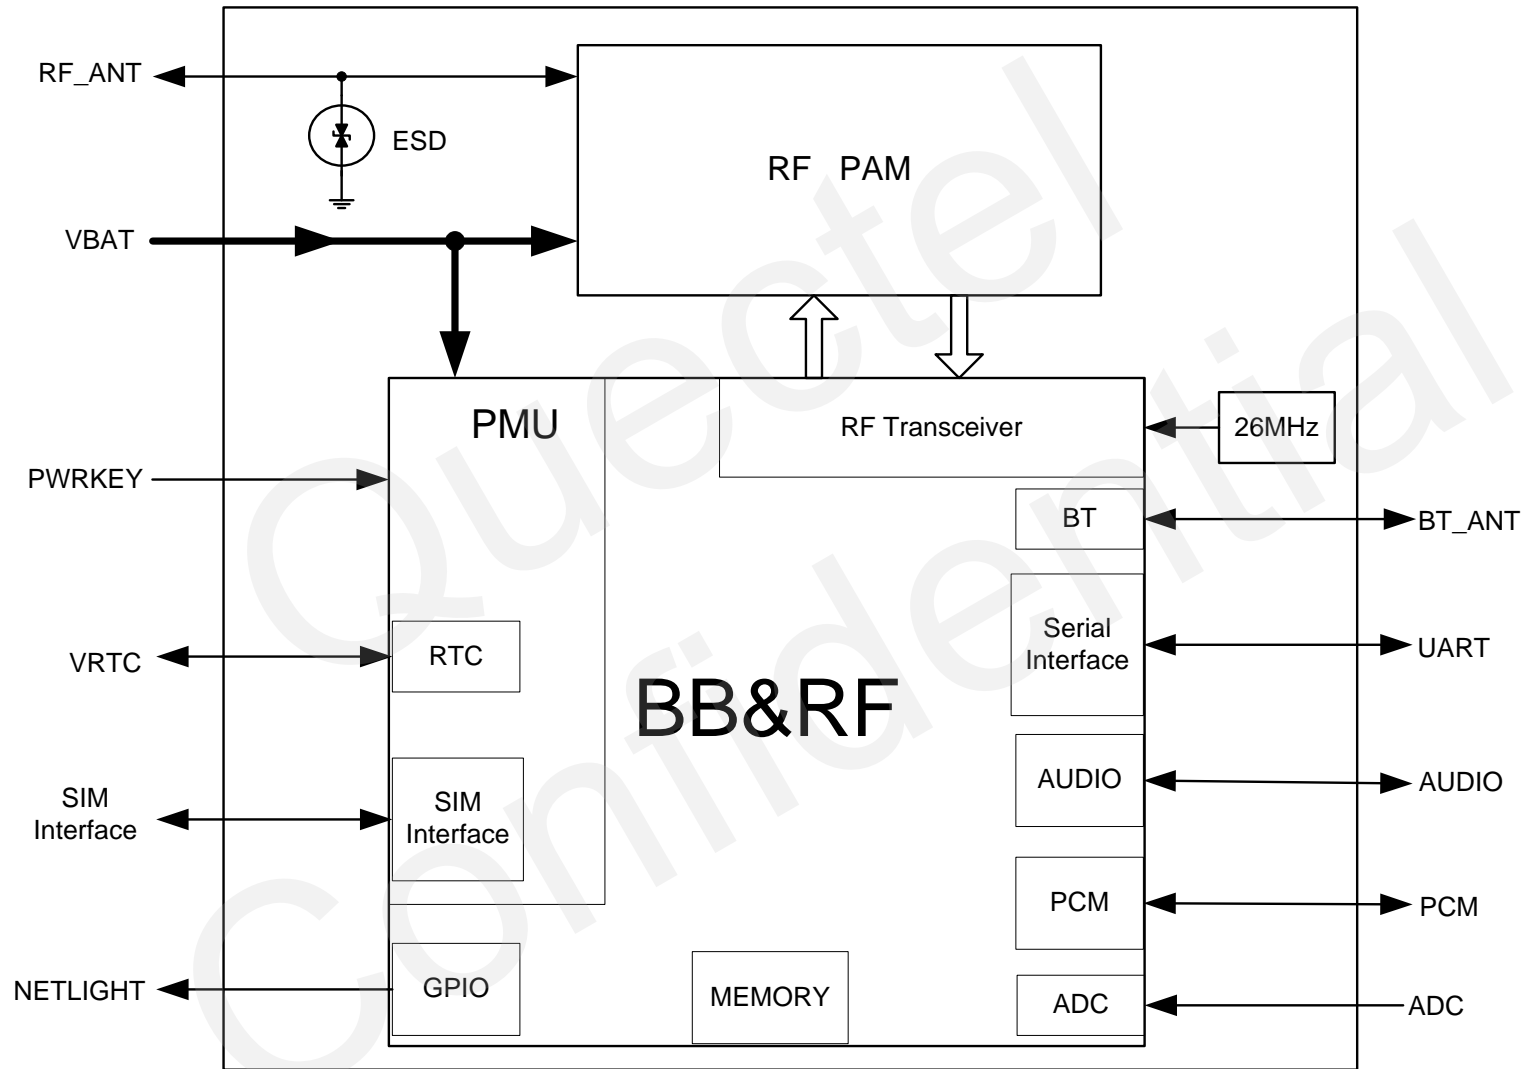 RF_ANT
ESD
RF PAM
VBAT
PMU
RF Transceiver
26MHz
PWRKEY
BT
BT_ANT
Serial
Interface
UART
VRTC
RTC
BB&RF
AUDIO
AUDIO
SIM
Interface
SIM
Interface
PCM
PCM
NETLIGHT
GPIO
MEMORY
ADC
ADC
Quectel
Confidential